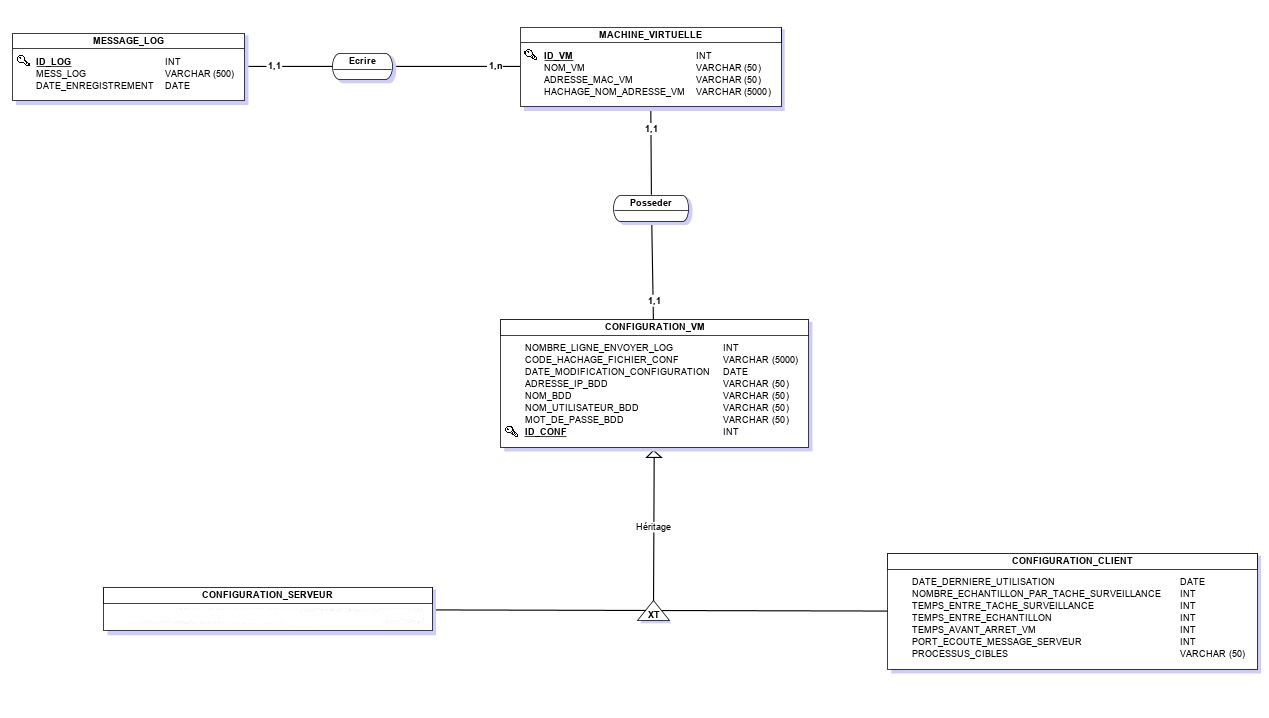 MESSAGE_LOG
ID_LOG INT
MESS_LOG VARCHAR (500)
DATE_ENREGISTREMENT DATE
1,1
Ecrire
1,n
MACHINE_VIRTUELLE
ID_VM INT
NOM_VM VARCHAR (50)
ADRESSE_MAC_VM VARCHAR (50)
HACHAGE_NOM_ADRESSE_VM VARCHAR (5000)
1,1
Posseder
1,1
CONFIGURATION_VM
NOMBRE_LIGNE_ENVOYER_LOG INT
CODE_HACHAGE_FICHIER_CONF VARCHAR (5000)
DATE_MODIFICATION_CONFIGURATION DATE
ADRESSE_IP_BDD VARCHAR (50)
NOM_BDD VARCHAR (50)
NOM_UTILISATEUR_BDD VARCHAR (50)
MOT_DE_PASSE_BDD VARCHAR (50)
ID_CONF INT
Héritage
XT
CONFIGURATION_SERVEUR
CONFIGURATION_CLIENT
DATE_DERNIERE_UTILISATION DATE
NOMBRE_ECHANTILLON_PAR_TACHE_SURVEILLANCE INT
TEMPS_ENTRE_TACHE_SURVEILLANCE INT
TEMPS_ENTRE_ECHANTILLON INT
TEMPS_AVANT_ARRET_VM INT
PORT_ECOUTE_MESSAGE_SERVEUR INT
PROCESSUS_CIBLES VARCHAR (50)